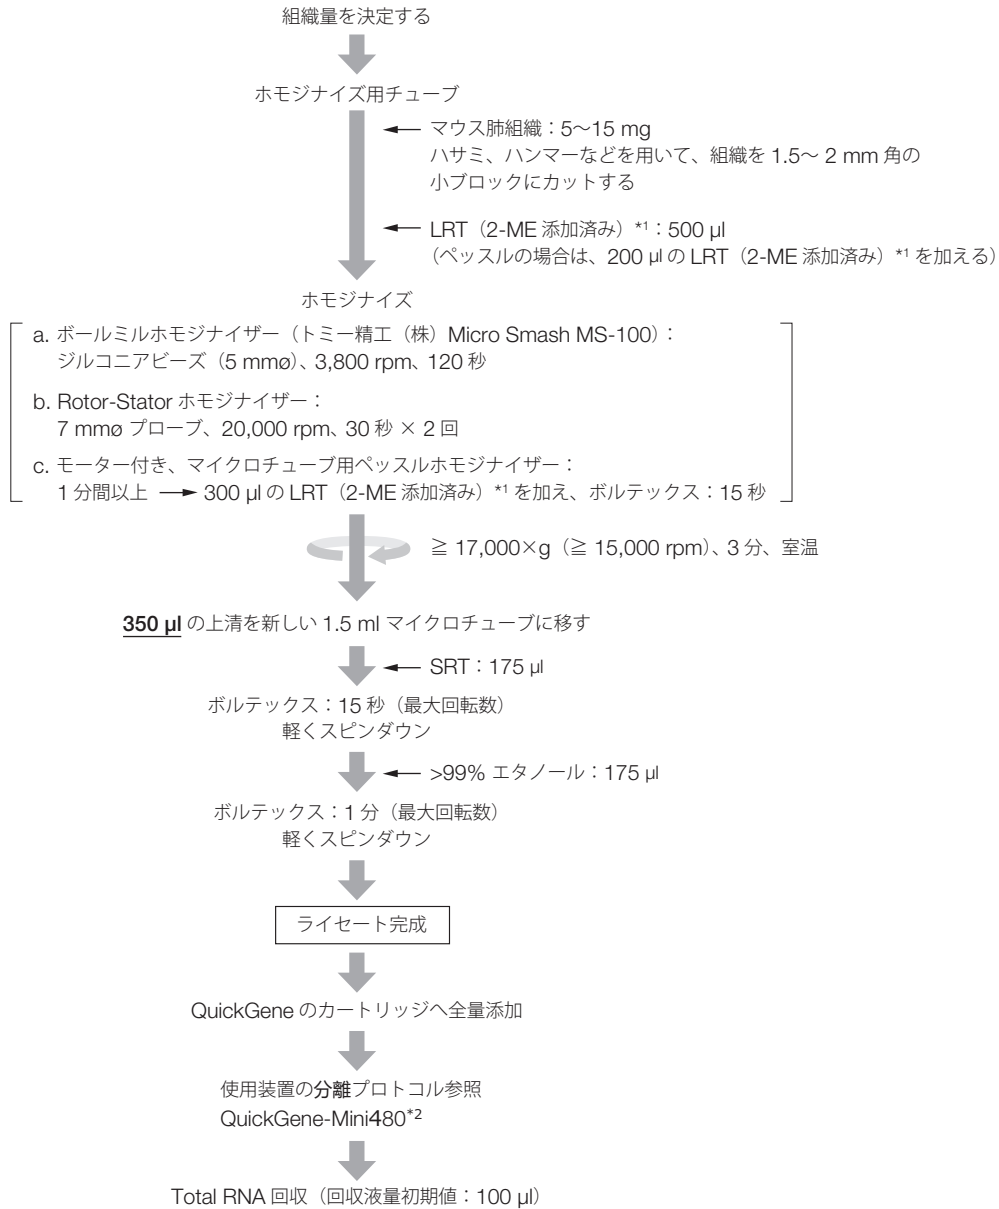 組織量を決定する
ホモジナイズ用チューブ
マウス肺組織：5～15 mg
ハサミ、ハンマーなどを用いて、組織を 1.5～ 2 mm 角の
小ブロックにカットする
LRT（2-ME 添加済み）*1：500 µl
（ペッスルの場合は、200 µl の LRT（2-ME 添加済み）*1 を加える）
ホモジナイズ
a. ボールミルホモジナイザー（トミー精工（株）Micro Smash MS-100）：
ジルコニアビーズ（5 mmø）、3,800 rpm、120 秒
b. Rotor-Stator ホモジナイザー：
7 mmø プローブ、20,000 rpm、30 秒 × 2 回
c. モーター付き、マイクロチューブ用ペッスルホモジナイザー：
1 分間以上 → 300 µl の LRT（2-ME 添加済み）*1 を加え、ボルテックス：15 秒
≧ 17,000×g（≧ 15,000 rpm）、3 分、室温
350 µl の上清を新しい 1.5 ml マイクロチューブに移す
SRT：175 µl
ボルテックス：15 秒（最大回転数）
軽くスピンダウン
>99% エタノール：175 µl
ボルテックス：1 分（最大回転数）
軽くスピンダウン
ライセート完成
QuickGene のカートリッジへ全量添加
使用装置の分離プロトコル参照
QuickGene-Mini480*2
Total RNA 回収（回収液量初期値：100 µl）